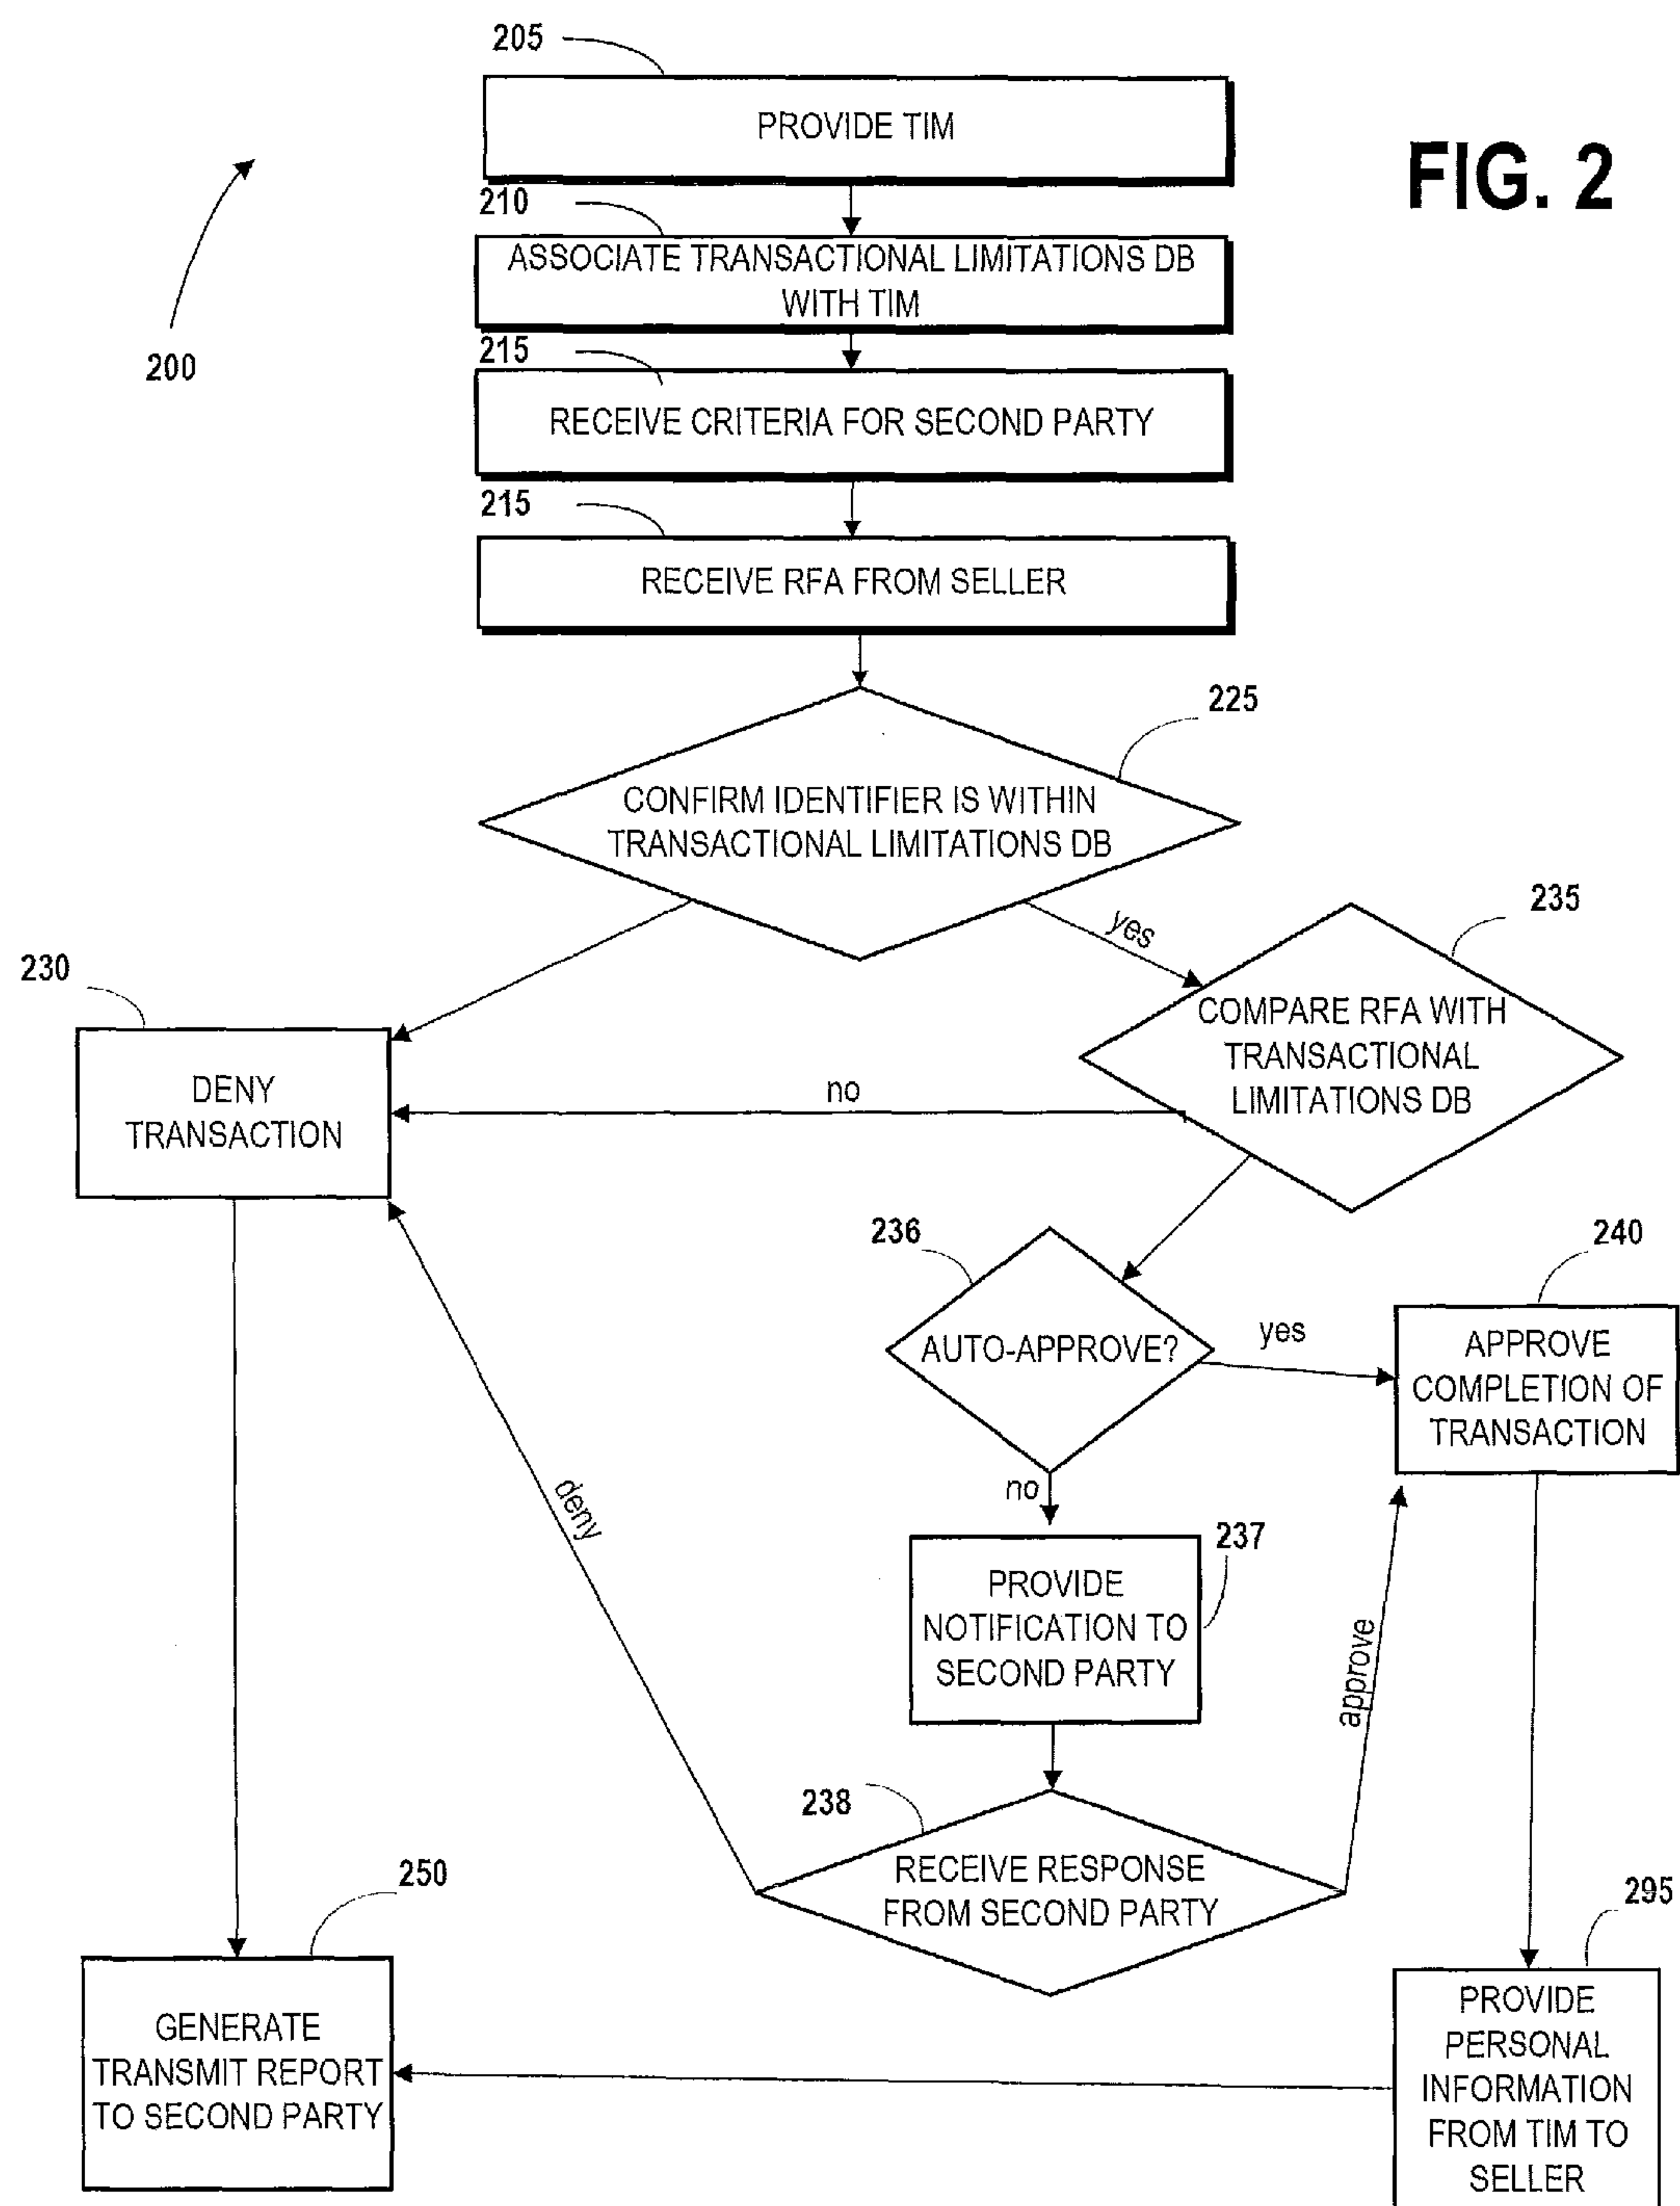 205
PROVIDE TIM
FIG. 2
210
ASSOCIATE TRANSACTIONAL LIMITATIONS DB
WITH TIM
200
215
RECEIVE CRITERIA FOR SECOND PARTY
215
RECEIVE RFA FROM SELLER
225
CONFIRM IDENTIFIER IS WITHIN
TRANSACTIONAL LIMITATIONS DB
yes
235
COMPARE RFA WITH
TRANSACTIONAL
LIMITATIONS DB
230
DENY
TRANSACTION
no
236
AUTO-APPROVE?
yes
240
APPROVE
COMPLETION OF
TRANSACTION
no
deny
237
PROVIDE
NOTIFICATION TO
SECOND PARTY
approve
238
RECEIVE RESPONSE
FROM SECOND PARTY
250
GENERATE
TRANSMIT REPORT
TO SECOND PARTY
295
PROVIDE
PERSONAL
INFORMATION
FROM TIM TO
SELLER